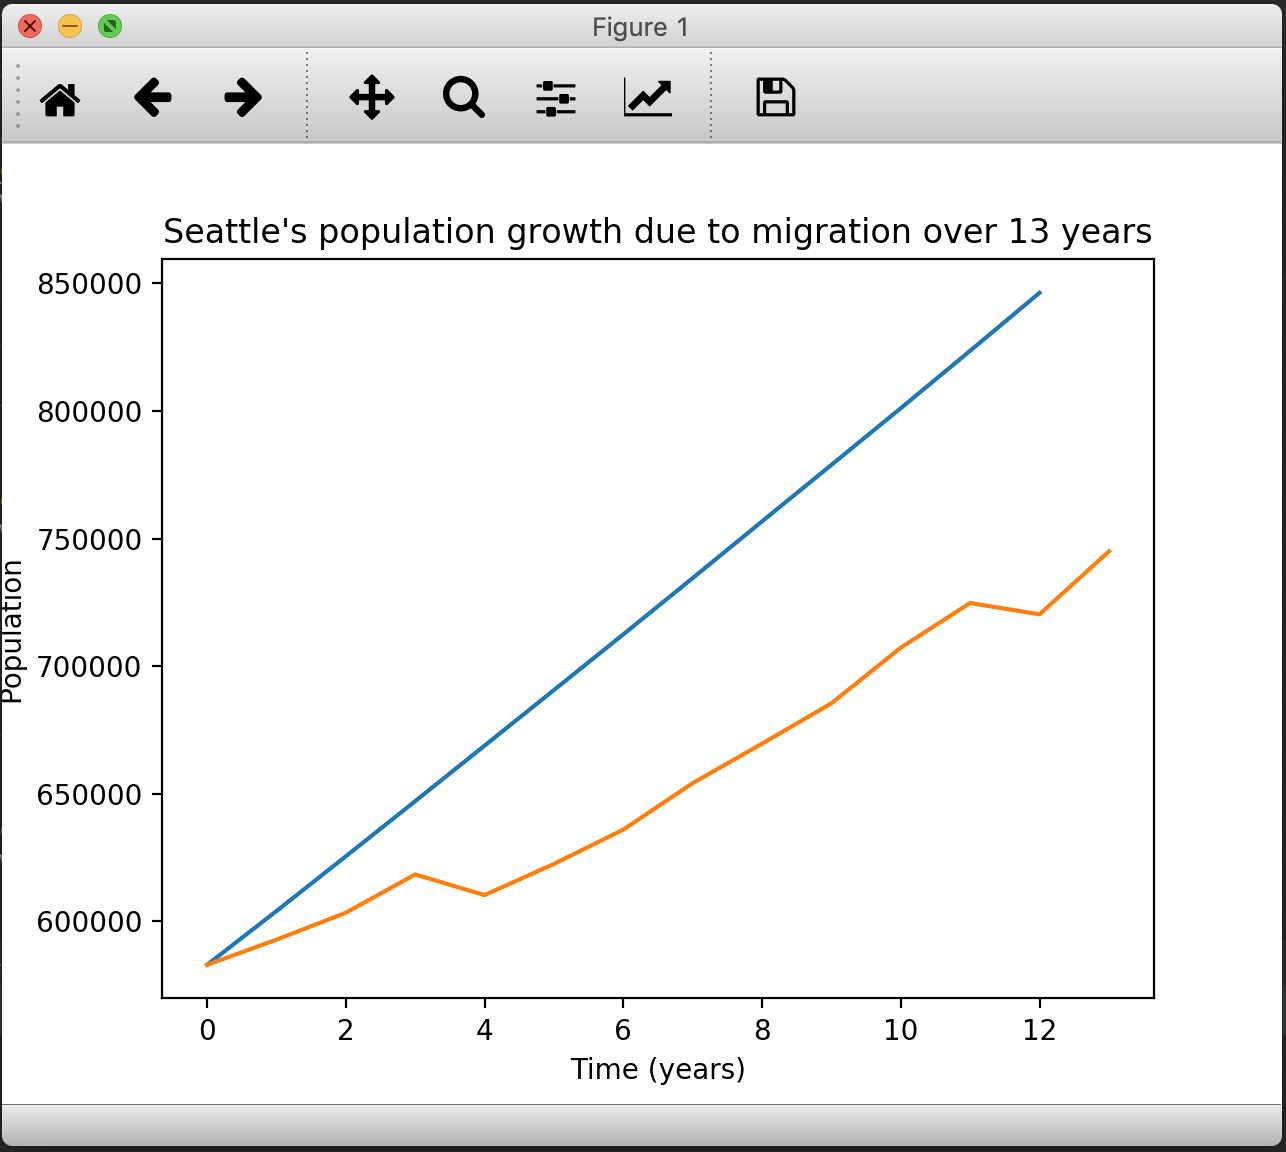 Figure 1
Seattle's population growth due to migration over 13 years
850000
800000
750000
700000
650000
600000
Population
0 2 4 6 8 10 12
Time (years)